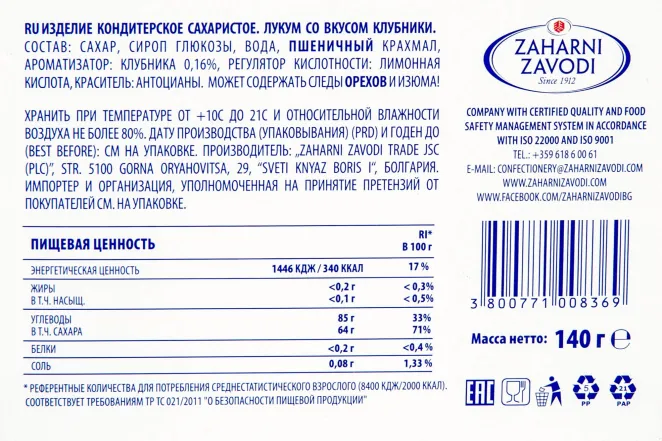 RU ИЗДЕЛИЕ КОНДИТЕРСКОЕ САХАРИСТОЕ. ЛУКУМ СО ВКУСОМ КЛУБНИКИ.
СОСТАВ: САХАР, СИРОП ГЛЮКОЗЫ, ВОДА, ПШЕНИЧНЫЙ КРАХМАЛ,
АРОМАТИЗАТОР: КЛУБНИКА 0,16%, РЕГУЛЯТОР КИСЛОТНОСТИ: ЛИМОННАЯ
КИСЛОТА, КРАСИТЕЛЬ: АНТОЦИАНЫ. МОЖЕТ СОДЕРЖАТЬ СЛЕДЫ ОРЕХОВ И ИЗЮМА!
ХРАНИТЬ ПРИ ТЕМПЕРАТУРЕ ОТ +10С ДО 21С И ОТНОСИТЕЛЬНОЙ ВЛАЖНОСТИ
ВОЗДУХА НЕ БОЛЕЕ 80%. ДАТУ ПРОИЗВОДСТВА (УПАКОВЫВАНИЯ) (PRD) И ГОДЕН ДО
(BEST BEFORE): СМ НА УПАКОВКЕ. ПРОИЗВОДИТЕЛЬ: „ZAHARNI ZAVODI TRADE JSC
(PLC)", STR. 5100 GORNA ORYAHOVITSA, 29, "SVETI KNYAZ BORIS I", БОЛГАРИЯ.
ИМПОРТЕР И ОРГАНИЗАЦИЯ, УПОЛНОМОЧЕННАЯ НА ПРИНЯТИЕ ПРЕТЕНЗИЙ ОТ
ПОКУПАТЕЛЕЙ СМ. НА УПАКОВКЕ.
ПИЩЕВАЯ ЦЕННОСТЬ RI*
В 100 г
ЭНЕРГЕТИЧЕСКАЯ ЦЕННОСТЬ 1446 КДЖ / 340 ККАЛ 17 %
ЖИРЫ <0,2 г < 0,3%
В Т.Ч. НАСЫЩ. <0,1 г < 0,5%
УГЛЕВОДЫ 85 г 33%
В Т.Ч. САХАРА 64 г 71%
БЕЛКИ <0,2 г <0,4 %
СОЛЬ 0,08 г 1,33 %
* РЕФЕРЕНТНЫЕ КОЛИЧЕСТВА ДЛЯ ПОТРЕБЛЕНИЯ СРЕДНЕСТАТИСТИЧЕСКОГО ВЗРОСЛОГО (8400 КДЖ/2000 ККАЛ).
СООТВЕТСТВУЕТ ТРЕБОВАНИЯМ ТР ТС 021/2011 "О БЕЗОПАСНОСТИ ПИЩЕВОЙ ПРОДУКЦИИ"
ZAHARNI
ZAVODI
Since 1912
COMPANY WITH CERTIFIED QUALITY AND FOOD
SAFETY MANAGEMENT SYSTEM IN ACCORDANCE
WITH ISO 22000 AND ISO 9001
TEL.: +359 618 6 00 61
E-MAIL: CONFECTIONERY@ZAHARNIZAVODI.COM
WWW.ZAHARNIZAVODI.COM
WWW.FACEBOOK.COM/ZAHARNIZAVODIBG
3 800771 008369
Масса нетто: 140 г ℮
EAC
5
PP
21
PAP